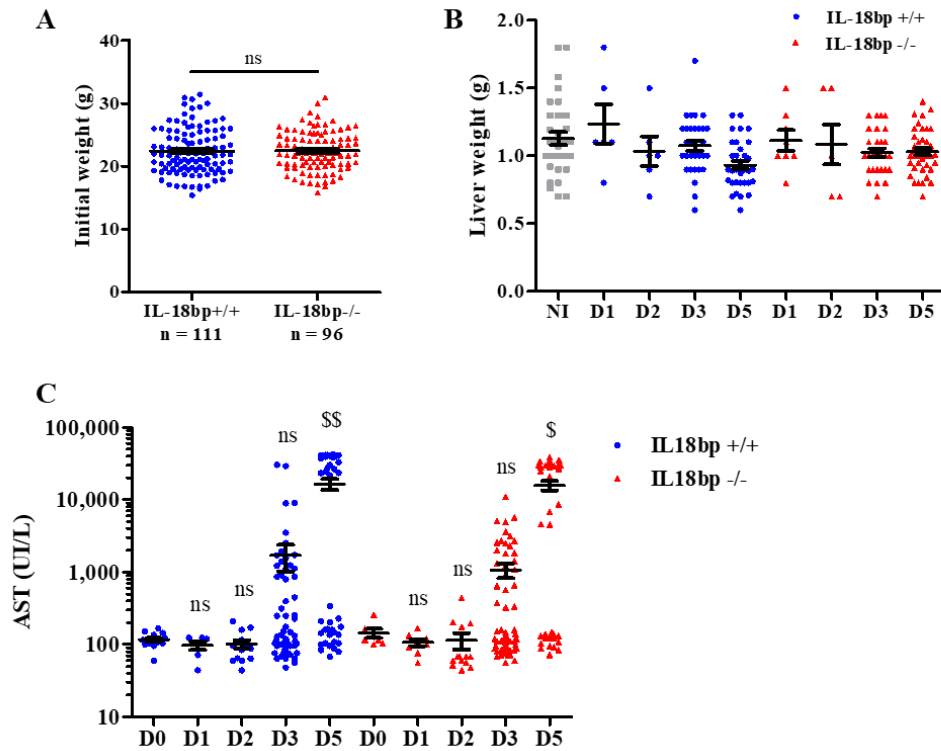 A
Initial weight (g)
40
30
20
10
0
ns
IL-18bp+/+
n = 111
IL-18bp-/-
n = 96
B
Liver weight (g)
2.0
1.5
1.0
0.5
0.0
IL-18bp +/+
IL-18bp -/-
NI D1 D2 D3 D5 D1 D2 D3 D5
C
AST (UI/L)
100,000
10,000
1,000
100
10
ns ns ns $$ ns ns ns $
IL18bp +/+
IL18bp -/-
D0 D1 D2 D3 D5 D0 D1 D2 D3 D5